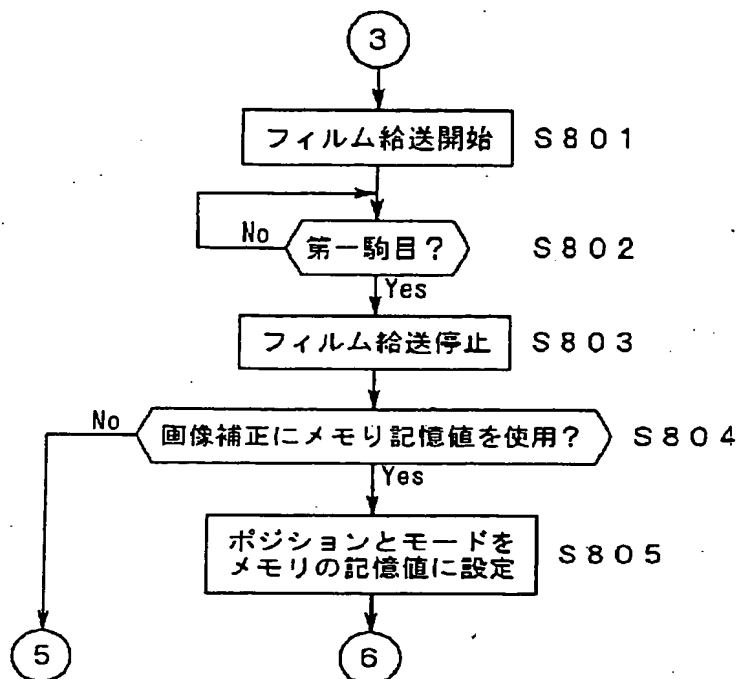 3
フィルム給送開始 S801
No
第一駒目? S802
Yes
フィルム給送停止 S803
No
画像補正にメモり記憶値を使用? S804
Yes
ポジションとモードを
メモリの記憶値に設定 S805
5
6